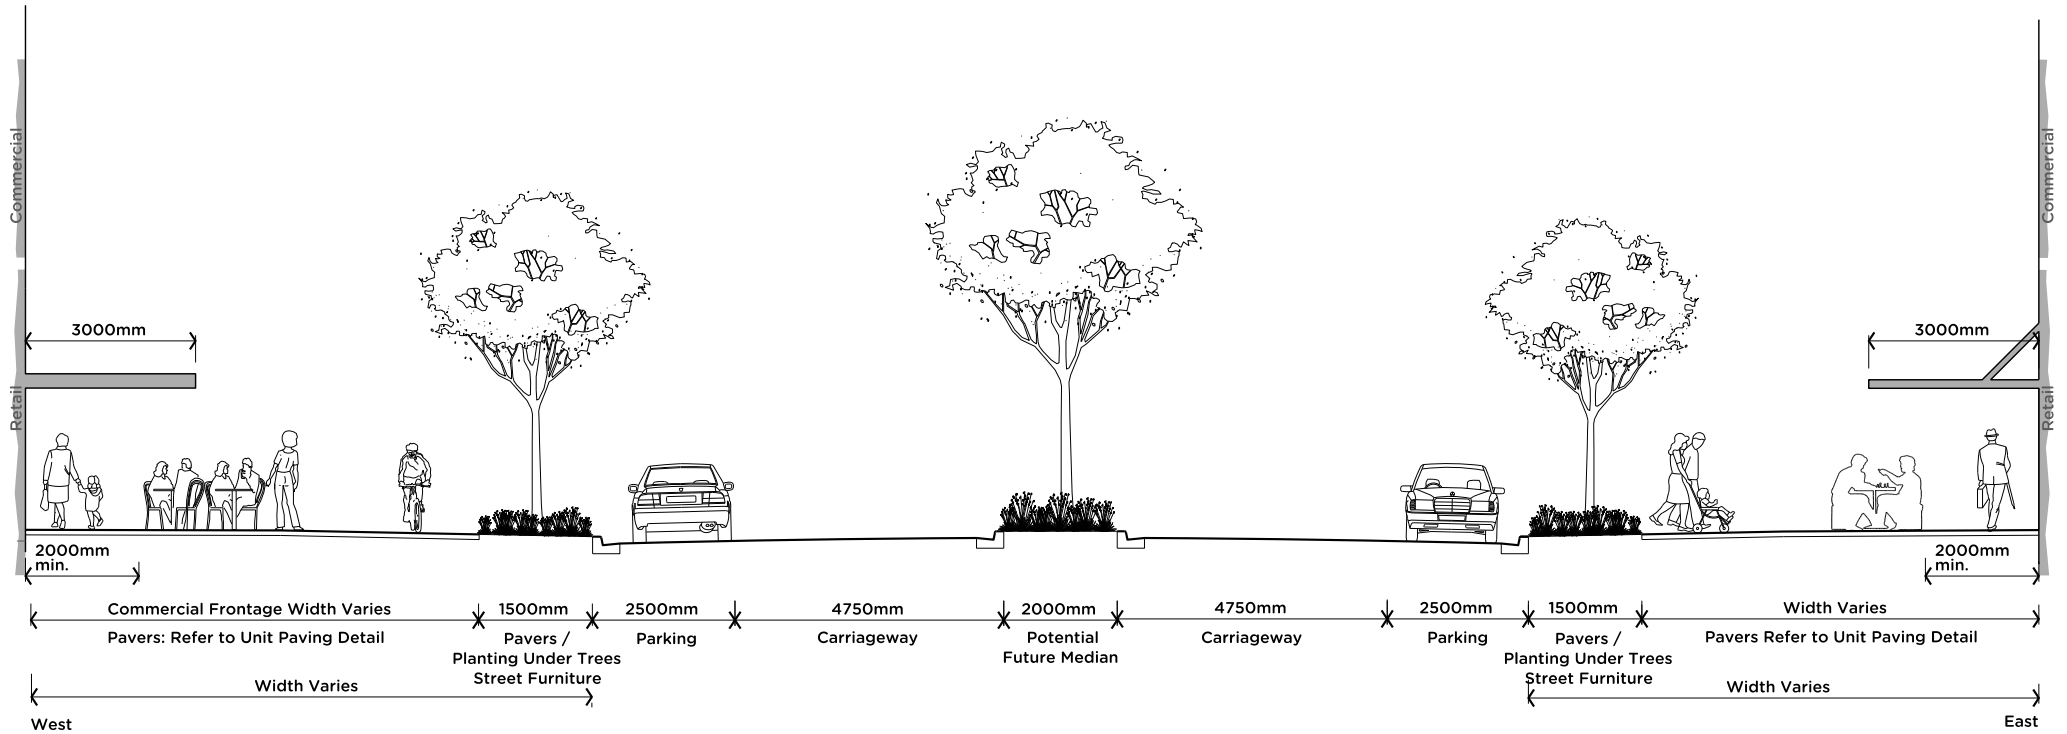 Commercial
Commercial
3000mm
3000mm
Retail
Retail
2000mm
min.
2000mm
min.
Commercial Frontage Width Varies
1500mm
2500mm
4750mm
2000mm
4750mm
2500mm
1500mm
Width Varies
Pavers: Refer to Unit Paving Detail
Pavers /
Planting Under Trees
Street Furniture
Parking
Carriageway
Potential
Future Median
Carriageway
Parking
Pavers /
Planting Under Trees
Street Furniture
Pavers Refer to Unit Paving Detail
Width Varies
Width Varies
West
East